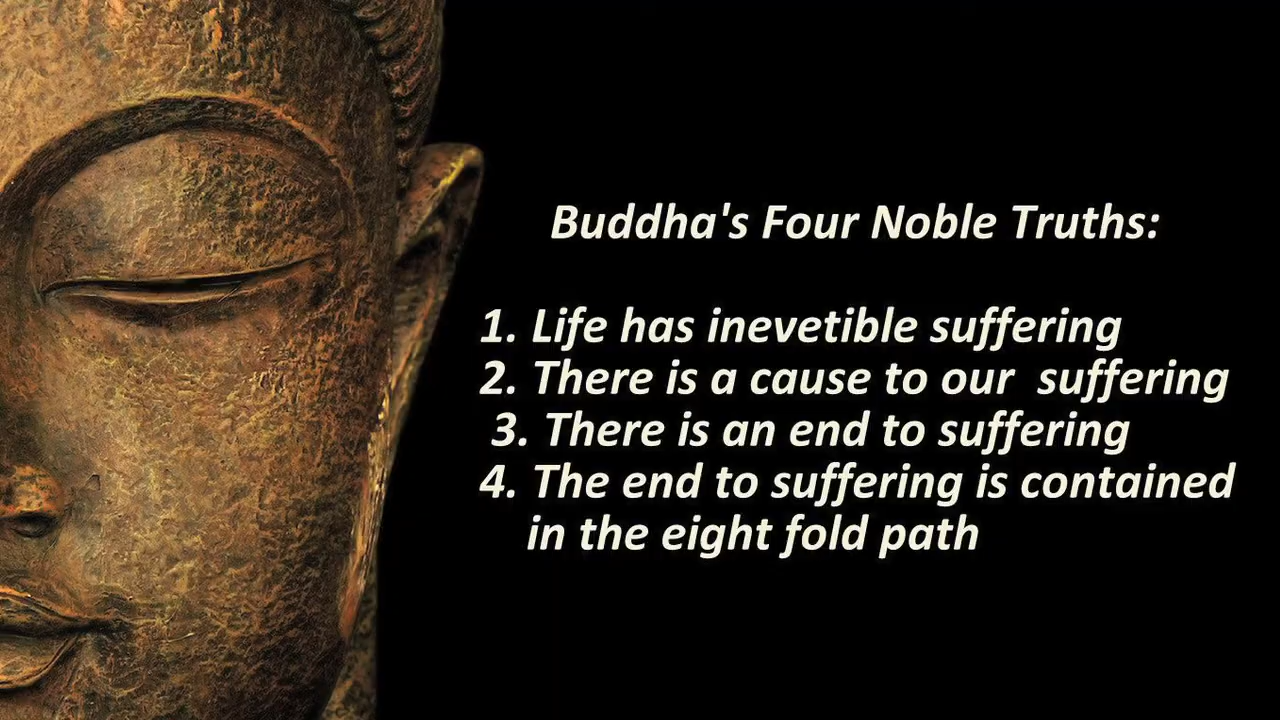 Buddha's Four Noble Truths:
1. Life has inevetible suffering
2. There is a cause to our  suffering
3. There is an end to suffering
4. The end to suffering is contained
in the eight fold path